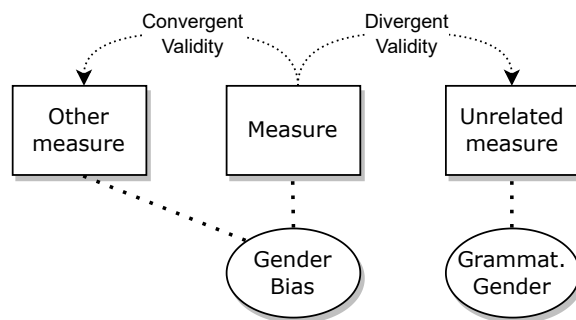 Convergent
Validity
Divergent
Validity
Other
measure
Measure
Unrelated
measure
Gender
Bias
Grammat.
Gender